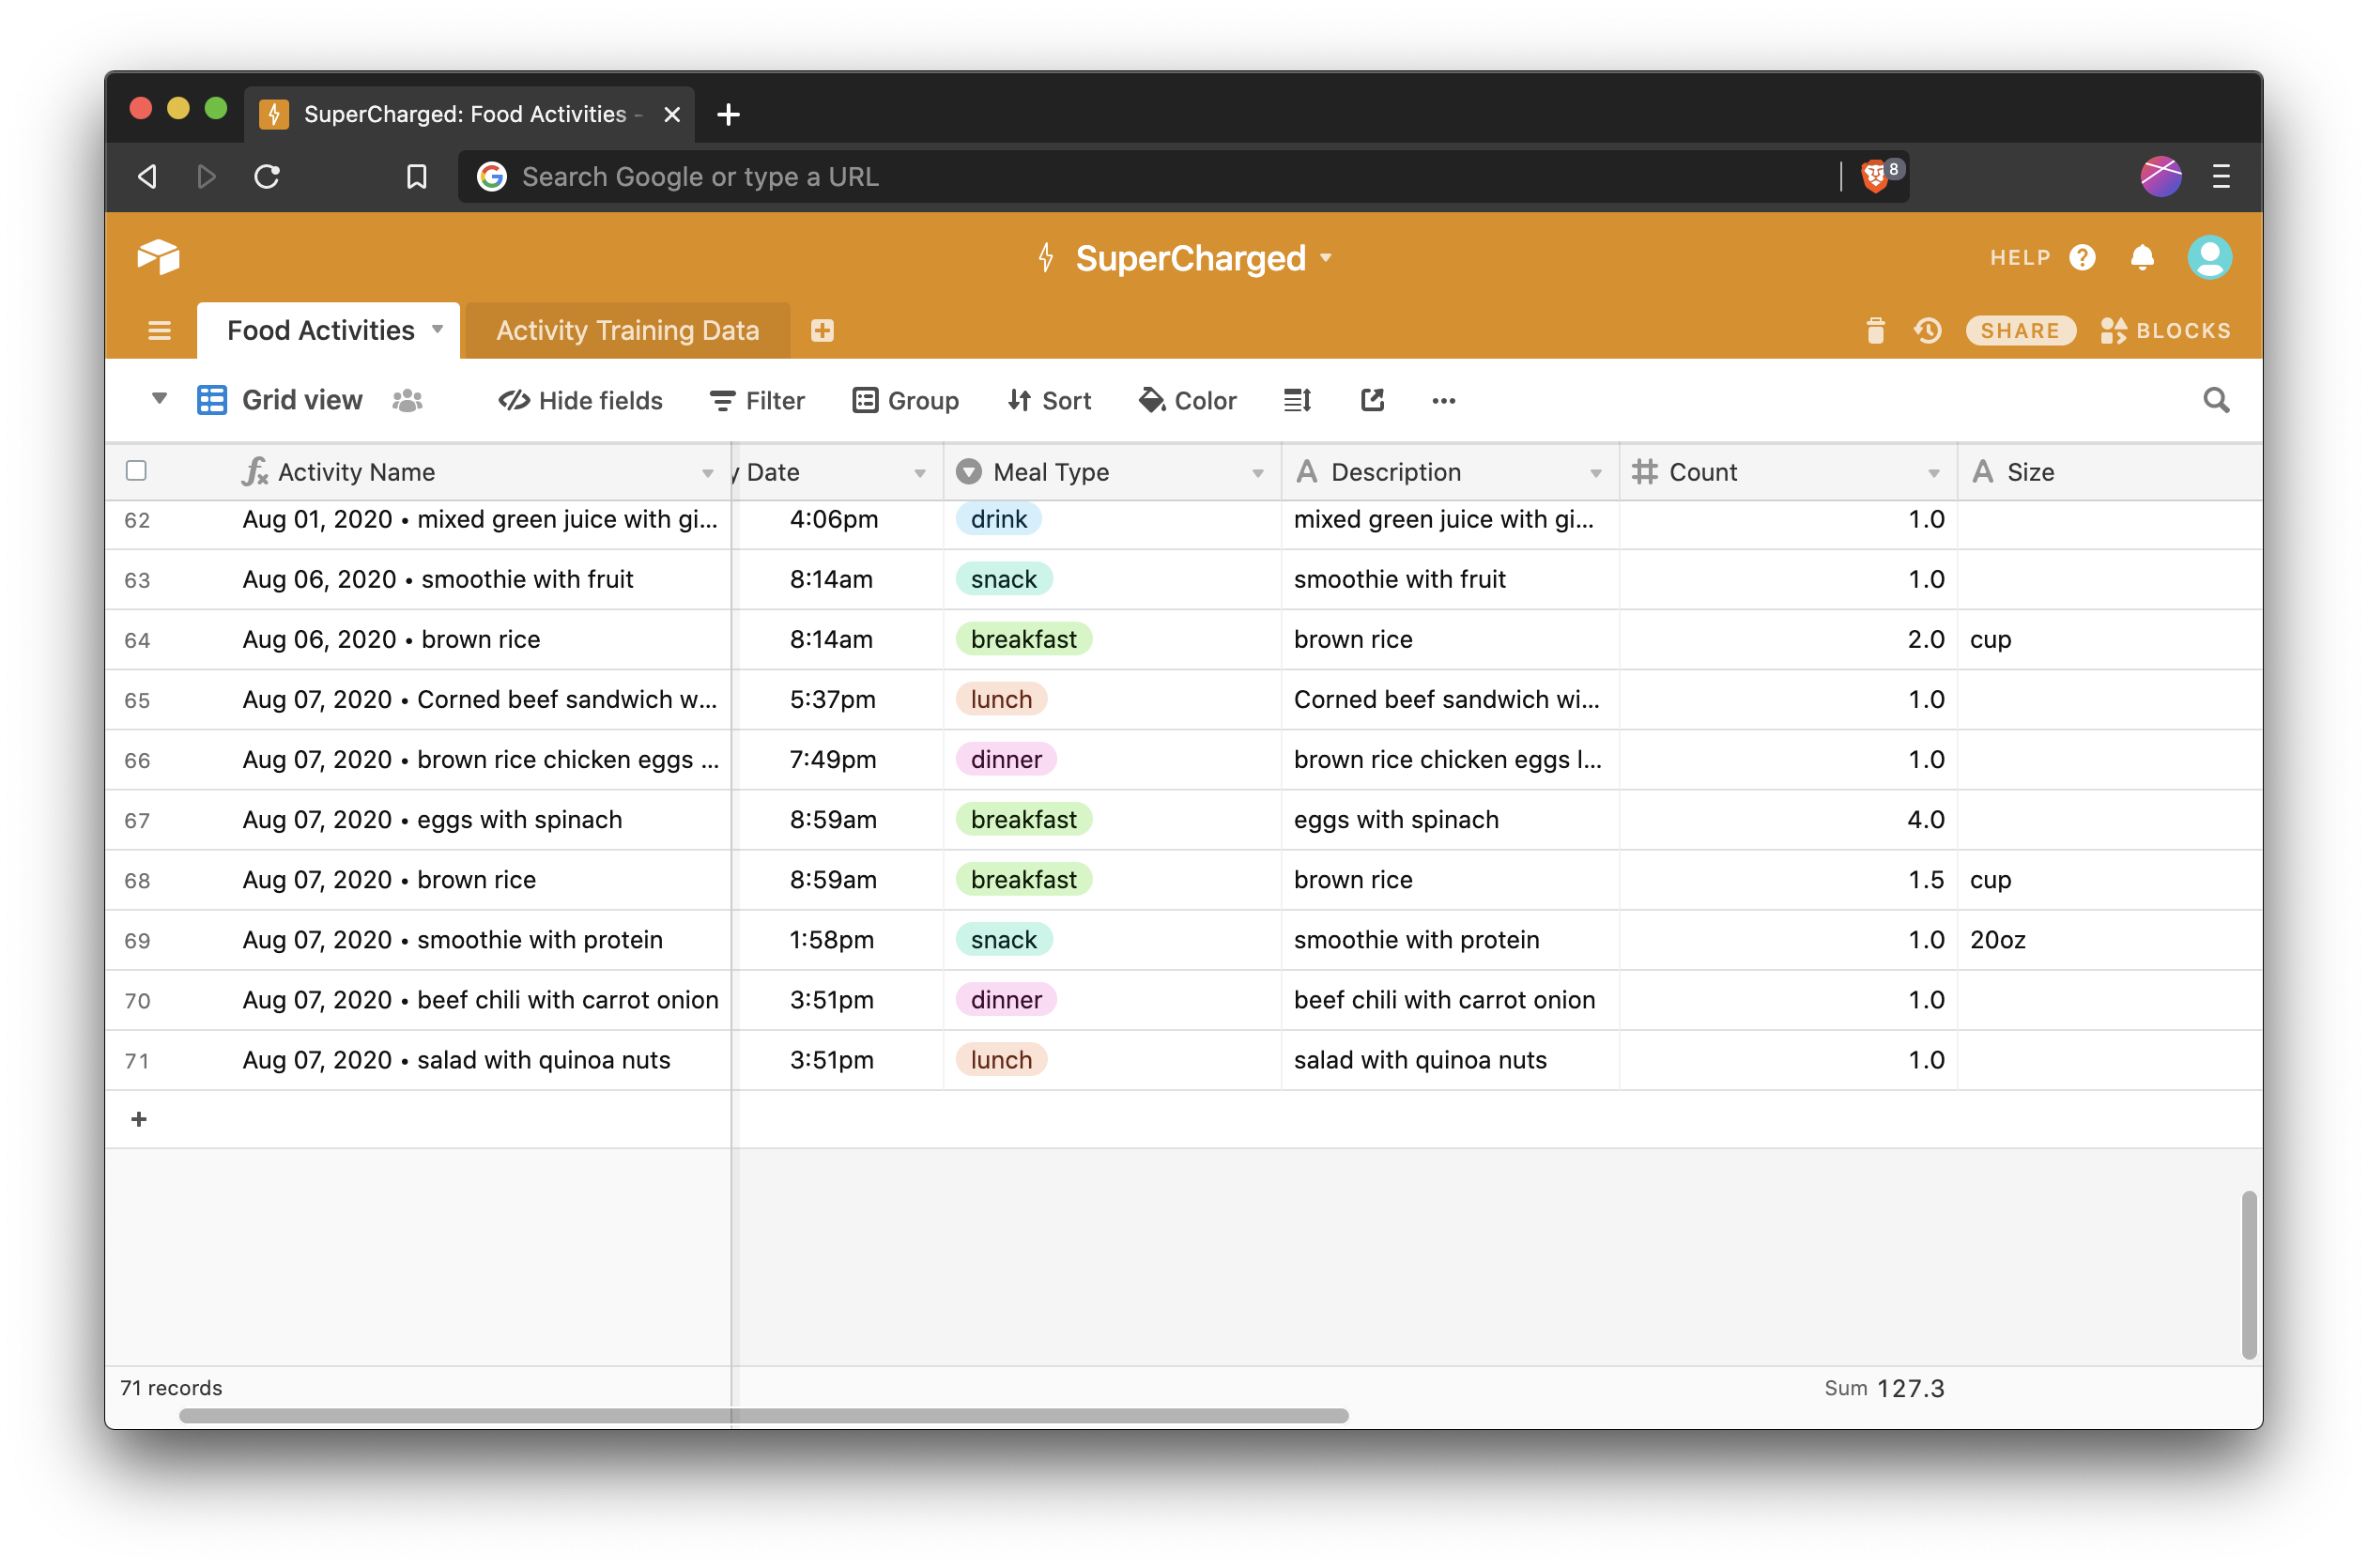 SuperCharged: Food Activities -
Search Google or type a URL
8
SuperCharged
HELP
Food Activities
Activity Training Data
SHARE
BLOCKS
Grid view
Hide fields
Filter
Group
Sort
Color
Activity Name y Date Meal Type Description Count Size
62 Aug 01, 2020 • mixed green juice with gi... 4:06pm drink mixed green juice with gi... 1.0
63 Aug 06, 2020 • smoothie with fruit 8:14am snack smoothie with fruit 1.0
64 Aug 06, 2020 • brown rice 8:14am breakfast brown rice 2.0 cup
65 Aug 07, 2020 • Corned beef sandwich w... 5:37pm lunch Corned beef sandwich wi... 1.0
66 Aug 07, 2020 • brown rice chicken eggs ... 7:49pm dinner brown rice chicken eggs l... 1.0
67 Aug 07, 2020 • eggs with spinach 8:59am breakfast eggs with spinach 4.0
68 Aug 07, 2020 • brown rice 8:59am breakfast brown rice 1.5 cup
69 Aug 07, 2020 • smoothie with protein 1:58pm snack smoothie with protein 1.0 20oz
70 Aug 07, 2020 • beef chili with carrot onion 3:51pm dinner beef chili with carrot onion 1.0
71 Aug 07, 2020 • salad with quinoa nuts 3:51pm lunch salad with quinoa nuts 1.0
71 records Sum 127.3